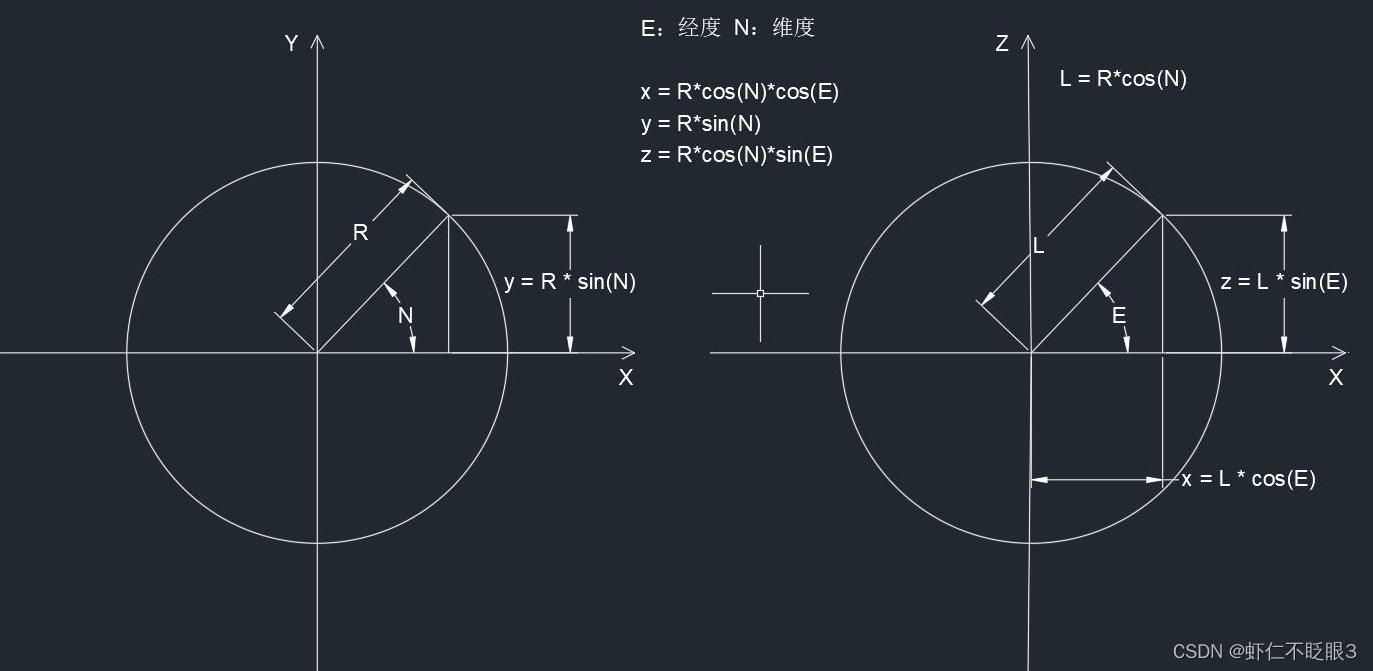 E：经度 N：维度
x = R*cos(N)*cos(E)
y = R*sin(N)
z = R*cos(N)*sin(E)
Y
R
N
y = R * sin(N)
X
Z
L = R*cos(N)
L
E
z = L * sin(E)
X
x = L * cos(E)
CSDN @虾仁不眨眼3